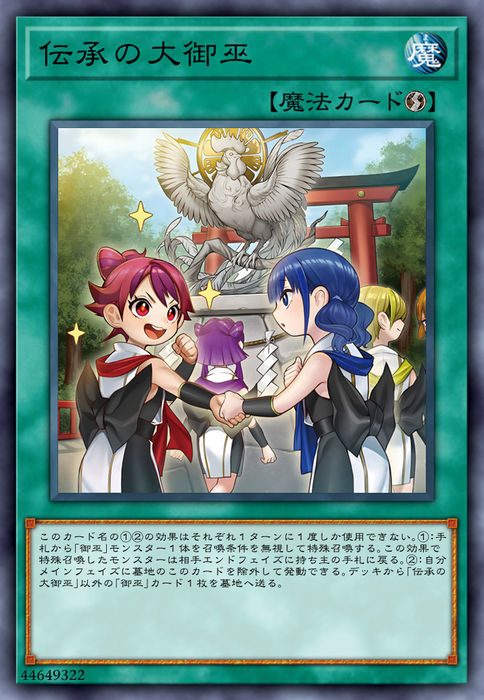 伝承の大御巫
魔
【魔法カード】
このカード名の①②の効果はそれぞれ1ターンに1度しか使用できない。①:手
札から「御巫」モンスター1体を召喚条件を無視して特殊召喚する。この効果で
特殊召喚したモンスターは相手エンドフェイズに持ち主の手札に戻る。②:自分
メインフェイズに墓地のこのカードを除外して発動できる。デッキから「伝承の
大御巫」以外の「御巫」カード1枚を墓地へ送る。
44649322